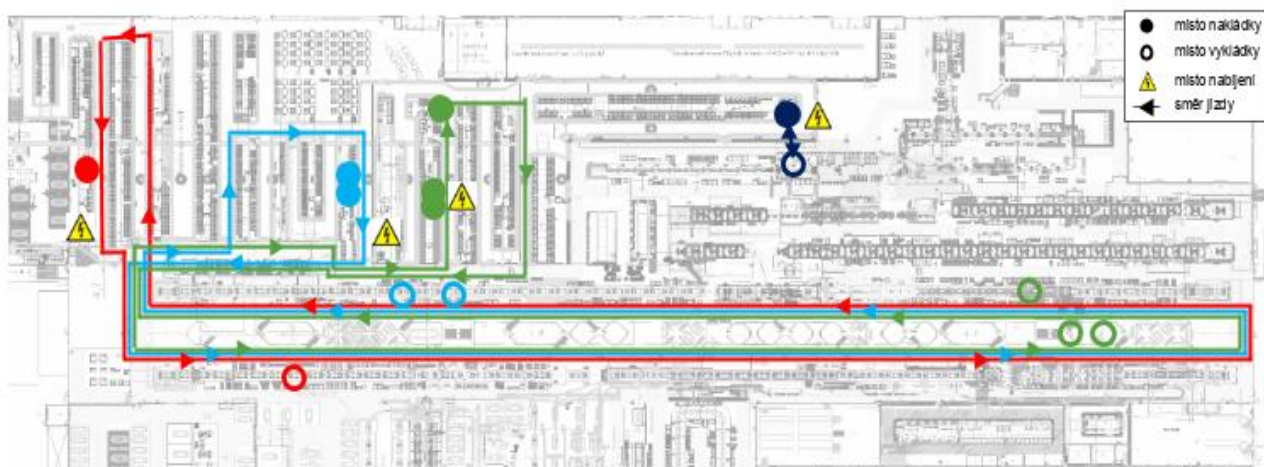 místo nakládky
místo vykládky
místo nabíjení
směr jízdy